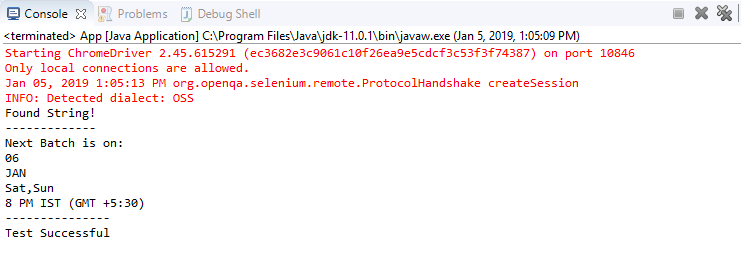 Console Problems Debug Shell
<terminated> App [Java Application] C:\Program Files\Java\jdk-11.0.1\bin\javaw.exe (Jan 5, 2019, 1:05:09 PM)
Starting ChromeDriver 2.45.615291 (ec3682e3c9061c10f26ea9e5cdcf3c53f3f74387) on port 10846
Only local connections are allowed.
Jan 05, 2019 1:05:13 PM org.openqa.selenium.remote.ProtocolHandshake createSession
INFO: Detected dialect: OSS
Found String!
-------------
Next Batch is on:
06
JAN
Sat,Sun
8 PM IST (GMT +5:30)
---------------
Test Successful